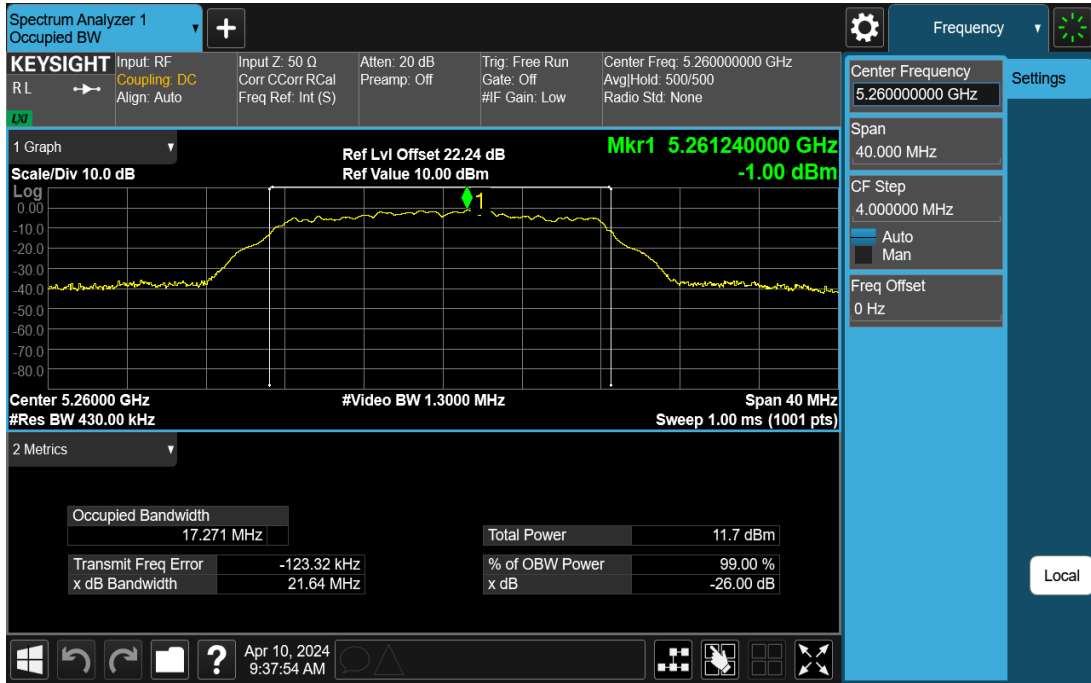 Spectrum Analyzer 1
Occupied BW
+
Frequency
KEYSIGHT
R L
LXI
Input: RF
Coupling: DC
Align: Auto
Input Z: 50 Ω
Corr CCorr RCal
Freq Ref: Int (S)
Atten: 20 dB
Preamp: Off
Trig: Free Run
Gate: Off
#IF Gain: Low
Center Freq: 5.260000000 GHz
Avg|Hold: 500/500
Radio Std: None
1 Graph
Scale/Div 10.0 dB
Ref Lvl Offset 22.24 dB
Ref Value 10.00 dBm
Mkr1 5.261240000 GHz
-1.00 dBm
Log
0.00
-10.0
-20.0
-30.0
-40.0
-50.0
-60.0
-70.0
-80.0
1
Center 5.26000 GHz
#Res BW 430.00 kHz
#Video BW 1.3000 MHz
Span 40 MHz
Sweep 1.00 ms (1001 pts)
2 Metrics
Occupied Bandwidth
17.271 MHz
Transmit Freq Error -123.32 kHz
x dB Bandwidth 21.64 MHz
Total Power 11.7 dBm
% of OBW Power 99.00 %
x dB -26.00 dB
Center Frequency
5.260000000 GHz
Span
40.000 MHz
CF Step
4.000000 MHz
Auto
Man
Freq Offset
0 Hz
Settings
Local
?
Apr 10, 2024
9:37:54 AM